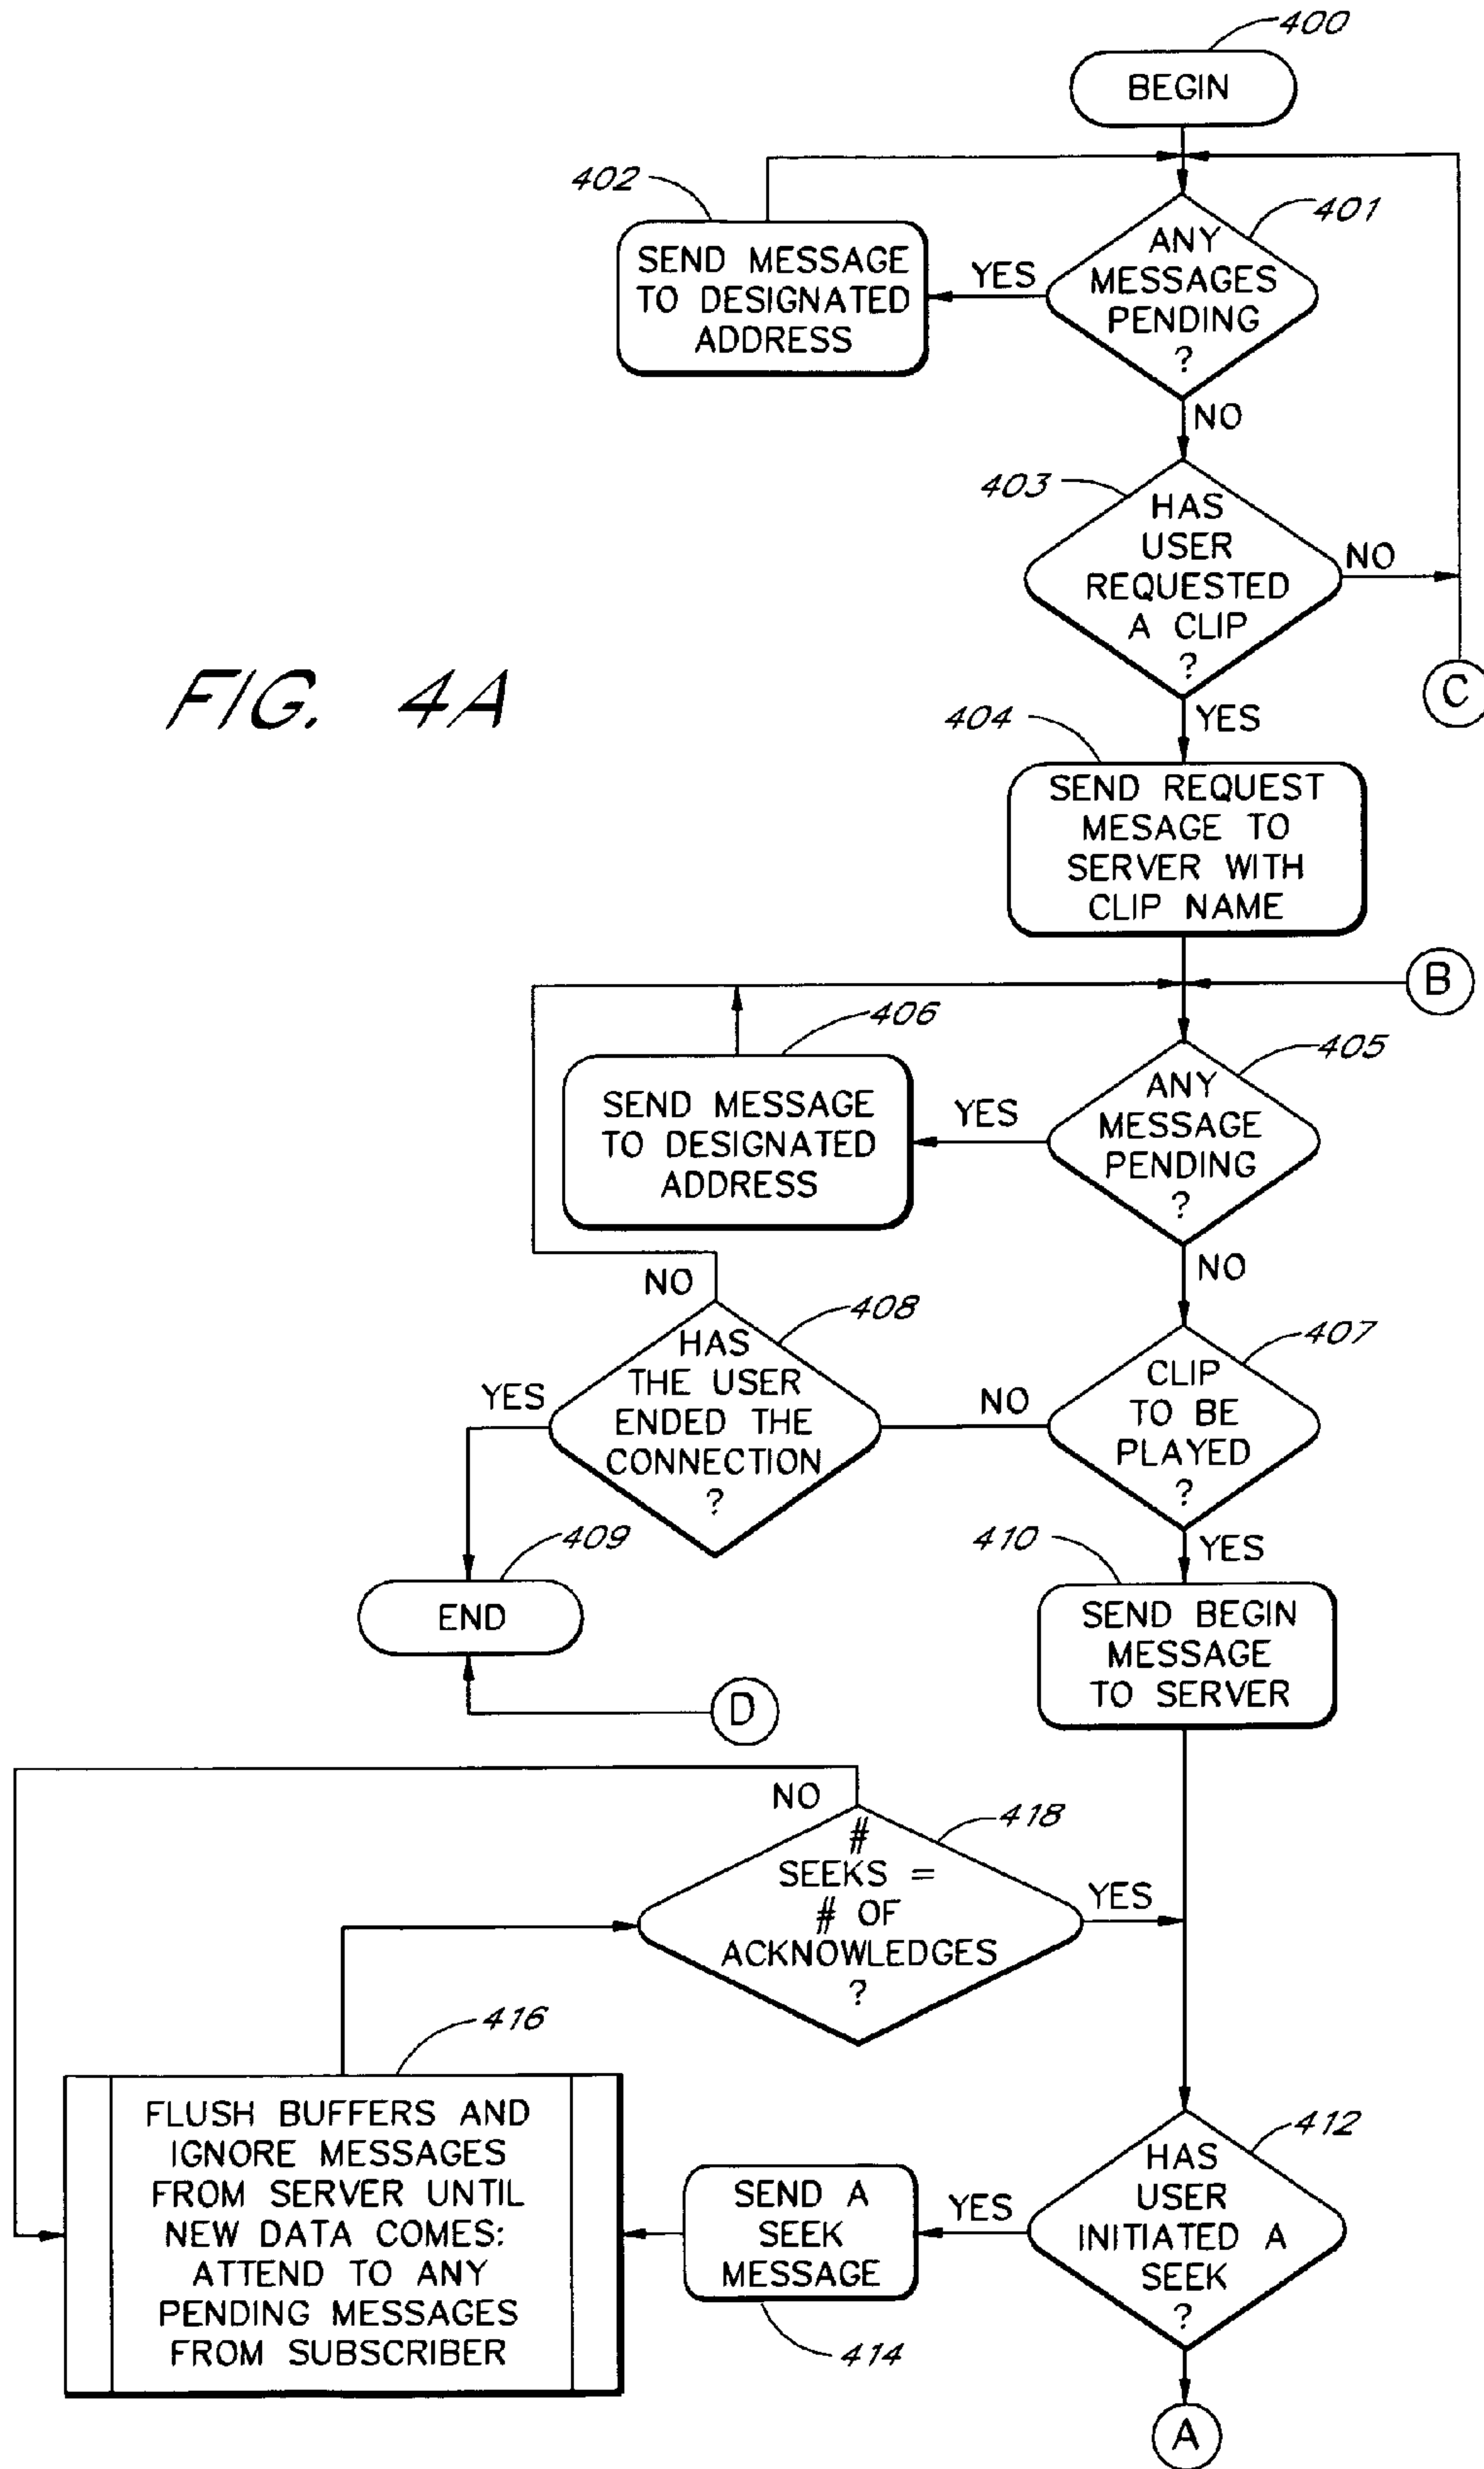 400
BEGIN
402
401
SEND MESSAGE
TO DESIGNATED
ADDRESS
YES
ANY
MESSAGES
PENDING
?
NO
403
HAS
USER
REQUESTED
A CLIP
?
NO
C
FIG. 4A
YES
404
SEND REQUEST
MESAGE TO
SERVER WITH
CLIP NAME
B
406
405
SEND MESSAGE
TO DESIGNATED
ADDRESS
YES
ANY
MESSAGE
PENDING
?
NO
NO
408
407
HAS
THE USER
ENDED THE
CONNECTION
?
YES
NO
CLIP
TO BE
PLAYED
?
409
END
410
YES
SEND BEGIN
MESSAGE
TO SERVER
D
NO
418
#
SEEKS =
# OF
ACKNOWLEDGES
?
YES
416
FLUSH BUFFERS AND
IGNORE MESSAGES
FROM SERVER UNTIL
NEW DATA COMES:
ATTEND TO ANY
PENDING MESSAGES
FROM SUBSCRIBER
SEND A
SEEK
MESSAGE
414
YES
412
HAS
USER
INITIATED A
SEEK
?
A